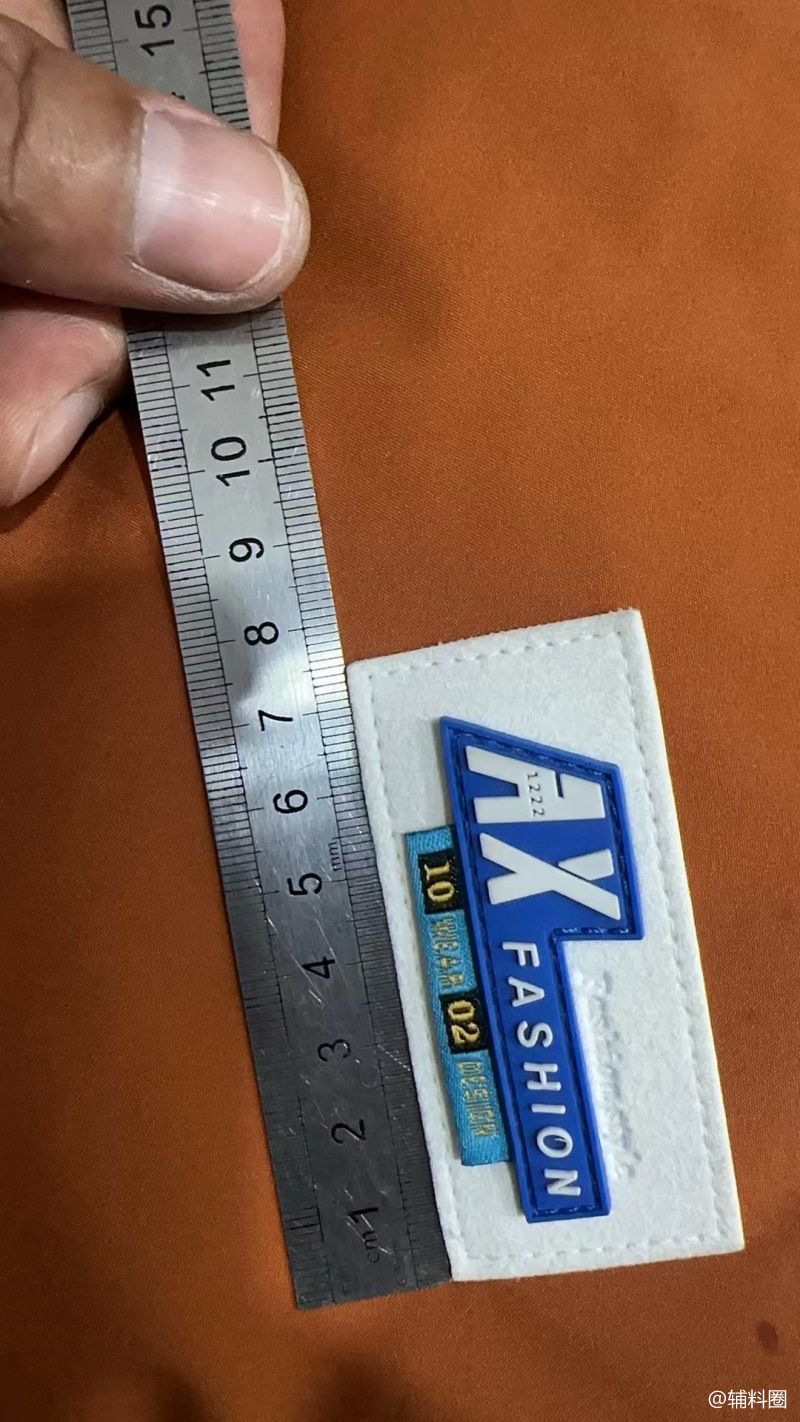 15
11
10
9
8
7
6
5
4
3
2
1
mm
cm
AX
1222
FASHION
10 WEAR 02 DESIGN
@辅料圈